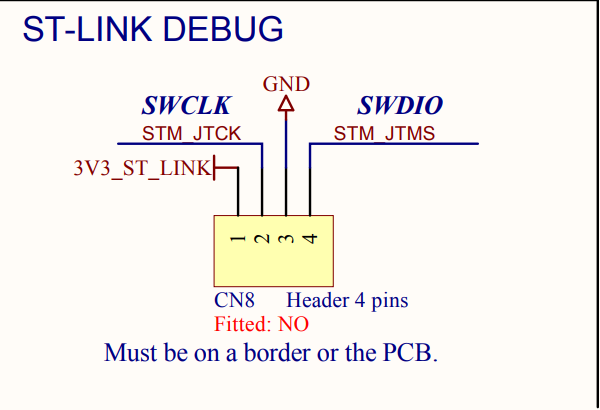 ST-LINK DEBUG
GND
SWCLK SWDIO
STM_JTCK STM_JTMS
3V3_ST_LINK
1 2 3 4
CN8 Header 4 pins
Fitted: NO
Must be on a border or the PCB.